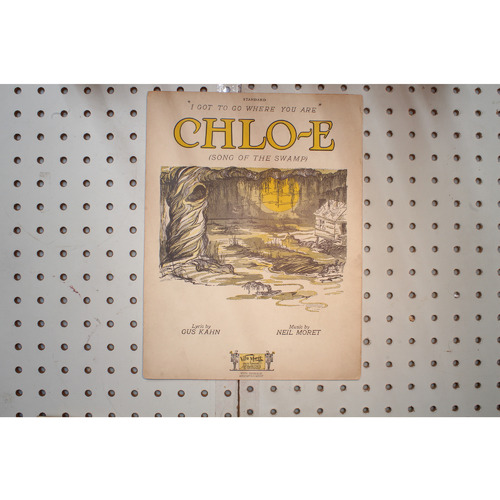 STANDARD
"I GOT TO GO WHERE YOU ARE"
CHLO-E
(SONG OF THE SWAMP)
Lyric by
GUS KAHN
Music by
NEIL MORET